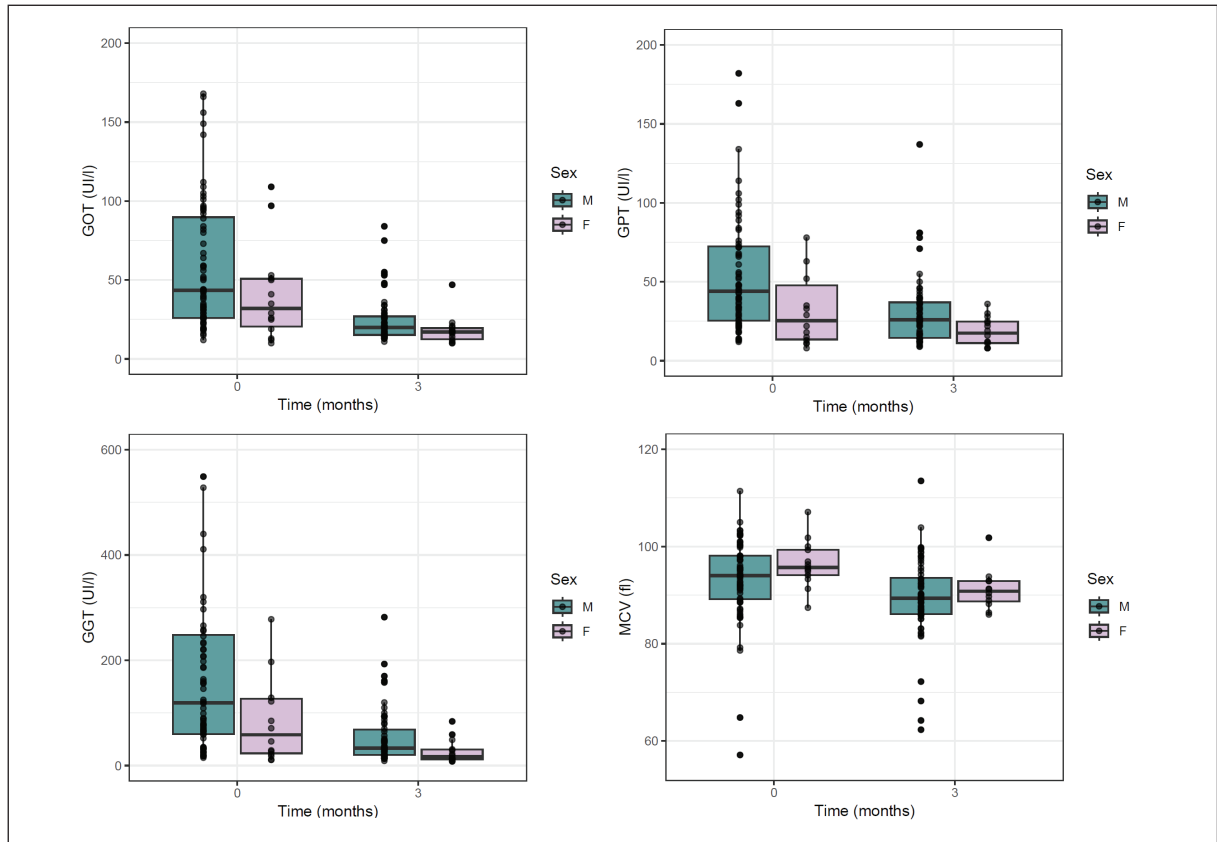 200
150
100
50
0
GOT (UI/l)
0
3
Time (months)
Sex
M
F
200
150
100
50
0
GPT (UI/l)
0
3
Time (months)
Sex
M
F
600
400
200
0
GGT (UI/l)
0
3
Time (months)
Sex
M
F
120
100
80
60
MCV (fl)
0
3
Time (months)
Sex
M
F